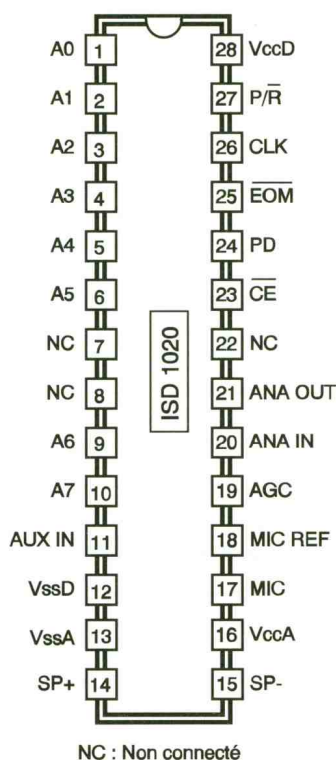 A0 1 28 VccD
A1 2 27 P/R̅
A2 3 26 CLK
A3 4 25 E̅O̅M̅
A4 5 24 PD
A5 6 23 C̅E̅
NC 7 22 NC
NC 8 21 ANA OUT
A6 9 20 ANA IN
A7 10 19 AGC
AUX IN 11 18 MIC REF
VssD 12 17 MIC
VssA 13 16 VccA
SP+ 14 15 SP-
ISD 1020
NC : Non connecté